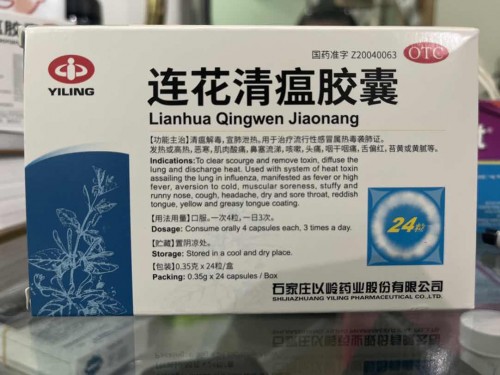 国药准字 Z20040063
OTC
YILING
连花清瘟胶囊
Lianhua Qingwen Jiaonang
【功能主治】清瘟解毒,宣肺泄热。用于治疗流行性感冒属热毒袭肺证。
发热或高热,恶寒,肌肉酸痛,鼻塞流涕,咳嗽,头痛,咽干咽痛,舌偏红,苔黄或黄腻等。
Indications:To clear scourge and remove toxin, diffuse the
lung and discharge heat. Used with system of heat toxin
assailing the lung in influenza, manifested as fever or high
fever, aversion to cold, muscular soreness, stuffy and
runny nose, cough, headache, dry and sore throat, reddish
tongue, yellow and greasy tongue coating.
【用法用量】口服。一次4粒,一日3次。
Dosage: Consume orally 4 capsules each, 3 times a day.
24粒
【贮藏】置阴凉处。
Storage: Stored in a cool and dry place.
【包装】0.35克 x 24粒/盒
Packing: 0.35g x 24 capsules / Box
石家庄以岭药业股份有限公司
SHIJIAZHUANG YILING PHARMACEUTICAL CO.,LTD.